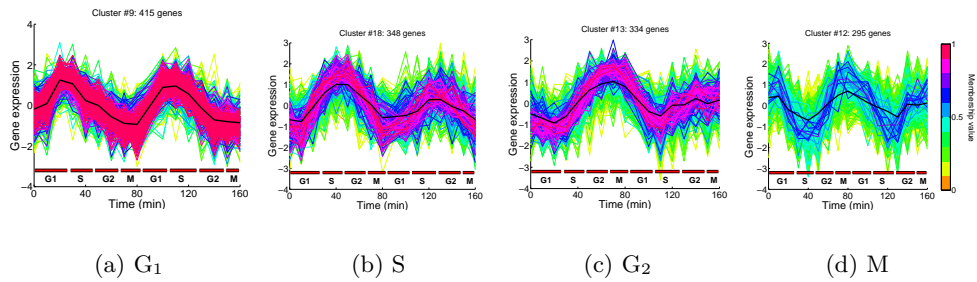 Cluster #9: 415 genes
Gene expression
4
2
0
−2
−4
G1 S G2 M G1 S G2 M
0 40 80 120 160
Time (min)
(a) G₁
Cluster #18: 348 genes
Gene expression
3
2
1
0
−1
−2
−3
−4
G1 S G2 M G1 S G2 M
0 40 80 120 160
Time (min)
(b) S
Cluster #13: 334 genes
Gene expression
3
2
1
0
−1
−2
−3
−4
G1 S G2 M G1 S G2 M
0 40 80 120 160
Time (min)
(c) G₂
Cluster #12: 295 genes
3
2
1
0
−1
−2
−3
−4
G1 S G2 M G1 S G2 M
0 40 80 120 160
Time (min)
(d) M
1
0.5
0
Membership value